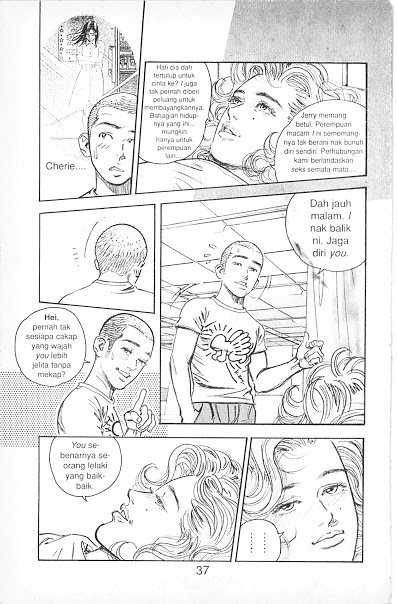 Cherie....
Hati dia dah
tertutup untuk
cinta ke? I juga
tak pernah diberi
peluang untuk
membayangkannya.
Bahagian hidup-
nya yang ini...
mungkin
hanya untuk
perempuan
lain...
Jerry memang
betul. Perempuan
macam I ni sememang-
nya tak berani nak bunuh
diri sendiri. Perhubungan
kami berlandaskan
seks semata-mata....
Dah jauh
malam. I
nak balik
ni. Jaga
diri you.
Hei,
pernah tak
sesiapa cakap
yang wajah
you lebih
jelita tanpa
mekap?
You se-
benarnya se-
orang lelaki
yang baik-
baik.
37